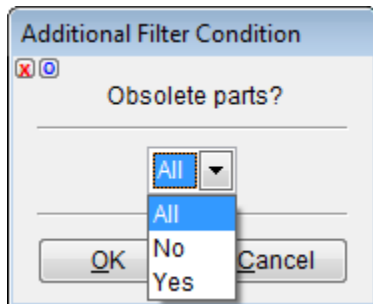 Additional Filter Condition
X O
Obsolete parts?
All
All
No
Yes
OK
Cancel